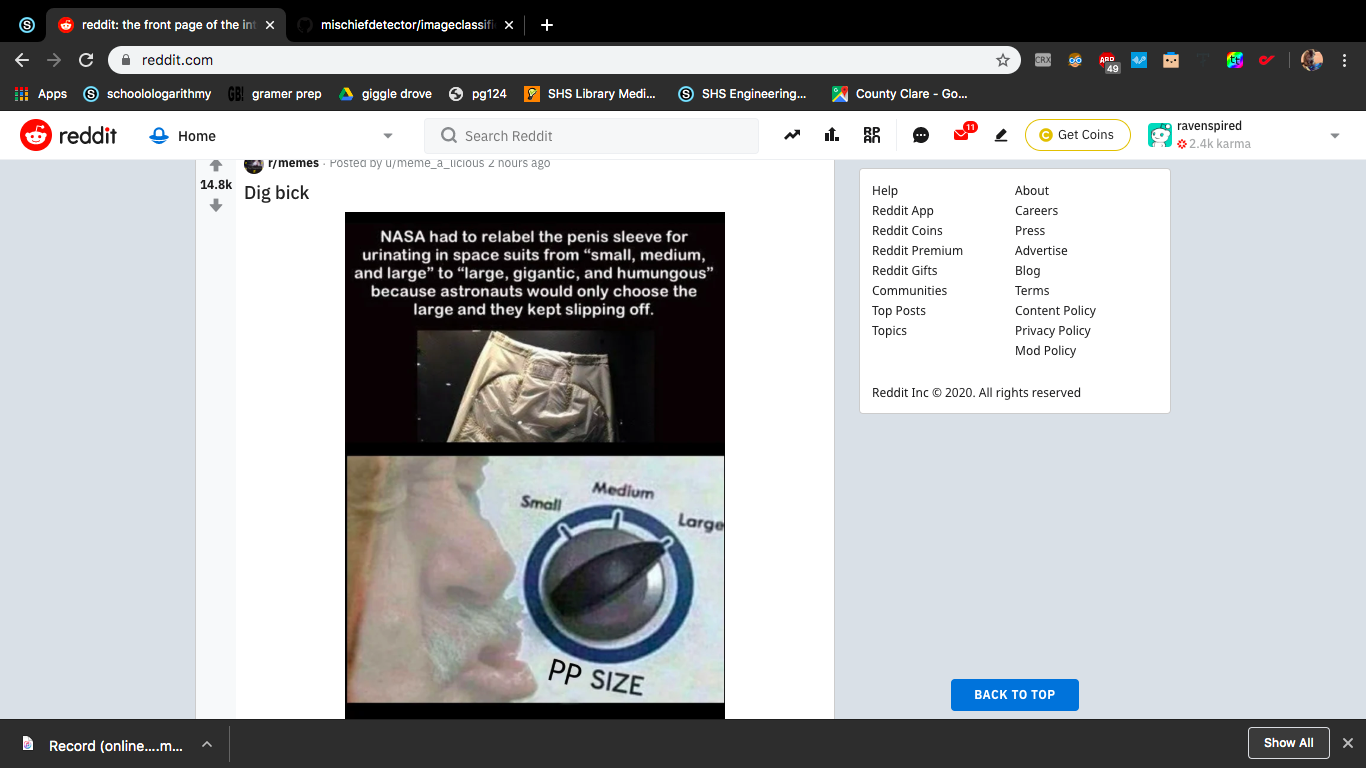 reddit: the front page of the int
mischiefdetector/imageclassifi
reddit.com
CRX
ABP
49
Apps
schoolologarithmy
GB!
gramer prep
giggle drove
pg124
SHS Library Medi...
SHS Engineering...
County Clare - Go...
reddit
Home
Search Reddit
11
Get Coins
ravenspired
2.4k karma
r/memes · Posted by u/meme_a_licious 2 hours ago
14.8k
Dig bick
NASA had to relabel the penis sleeve for
urinating in space suits from “small, medium,
and large” to “large, gigantic, and humungous”
because astronauts would only choose the
large and they kept slipping off.
Small
Medium
Large
PP SIZE
Help
Reddit App
Reddit Coins
Reddit Premium
Reddit Gifts
Communities
Top Posts
Topics
About
Careers
Press
Advertise
Blog
Terms
Content Policy
Privacy Policy
Mod Policy
Reddit Inc © 2020. All rights reserved
BACK TO TOP
Record (online....m...
Show All